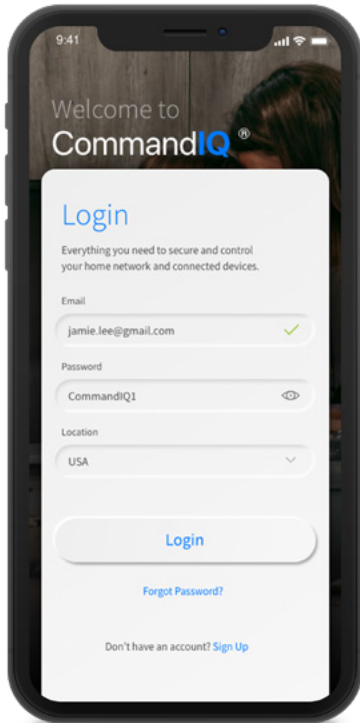 9:41
Welcome to
CommandIQ ®
Login
Everything you need to secure and control
your home network and connected devices.
Email
jamie.lee@gmail.com
Password
CommandIQ1
Location
USA
Login
Forgot Password?
Don't have an account? Sign Up